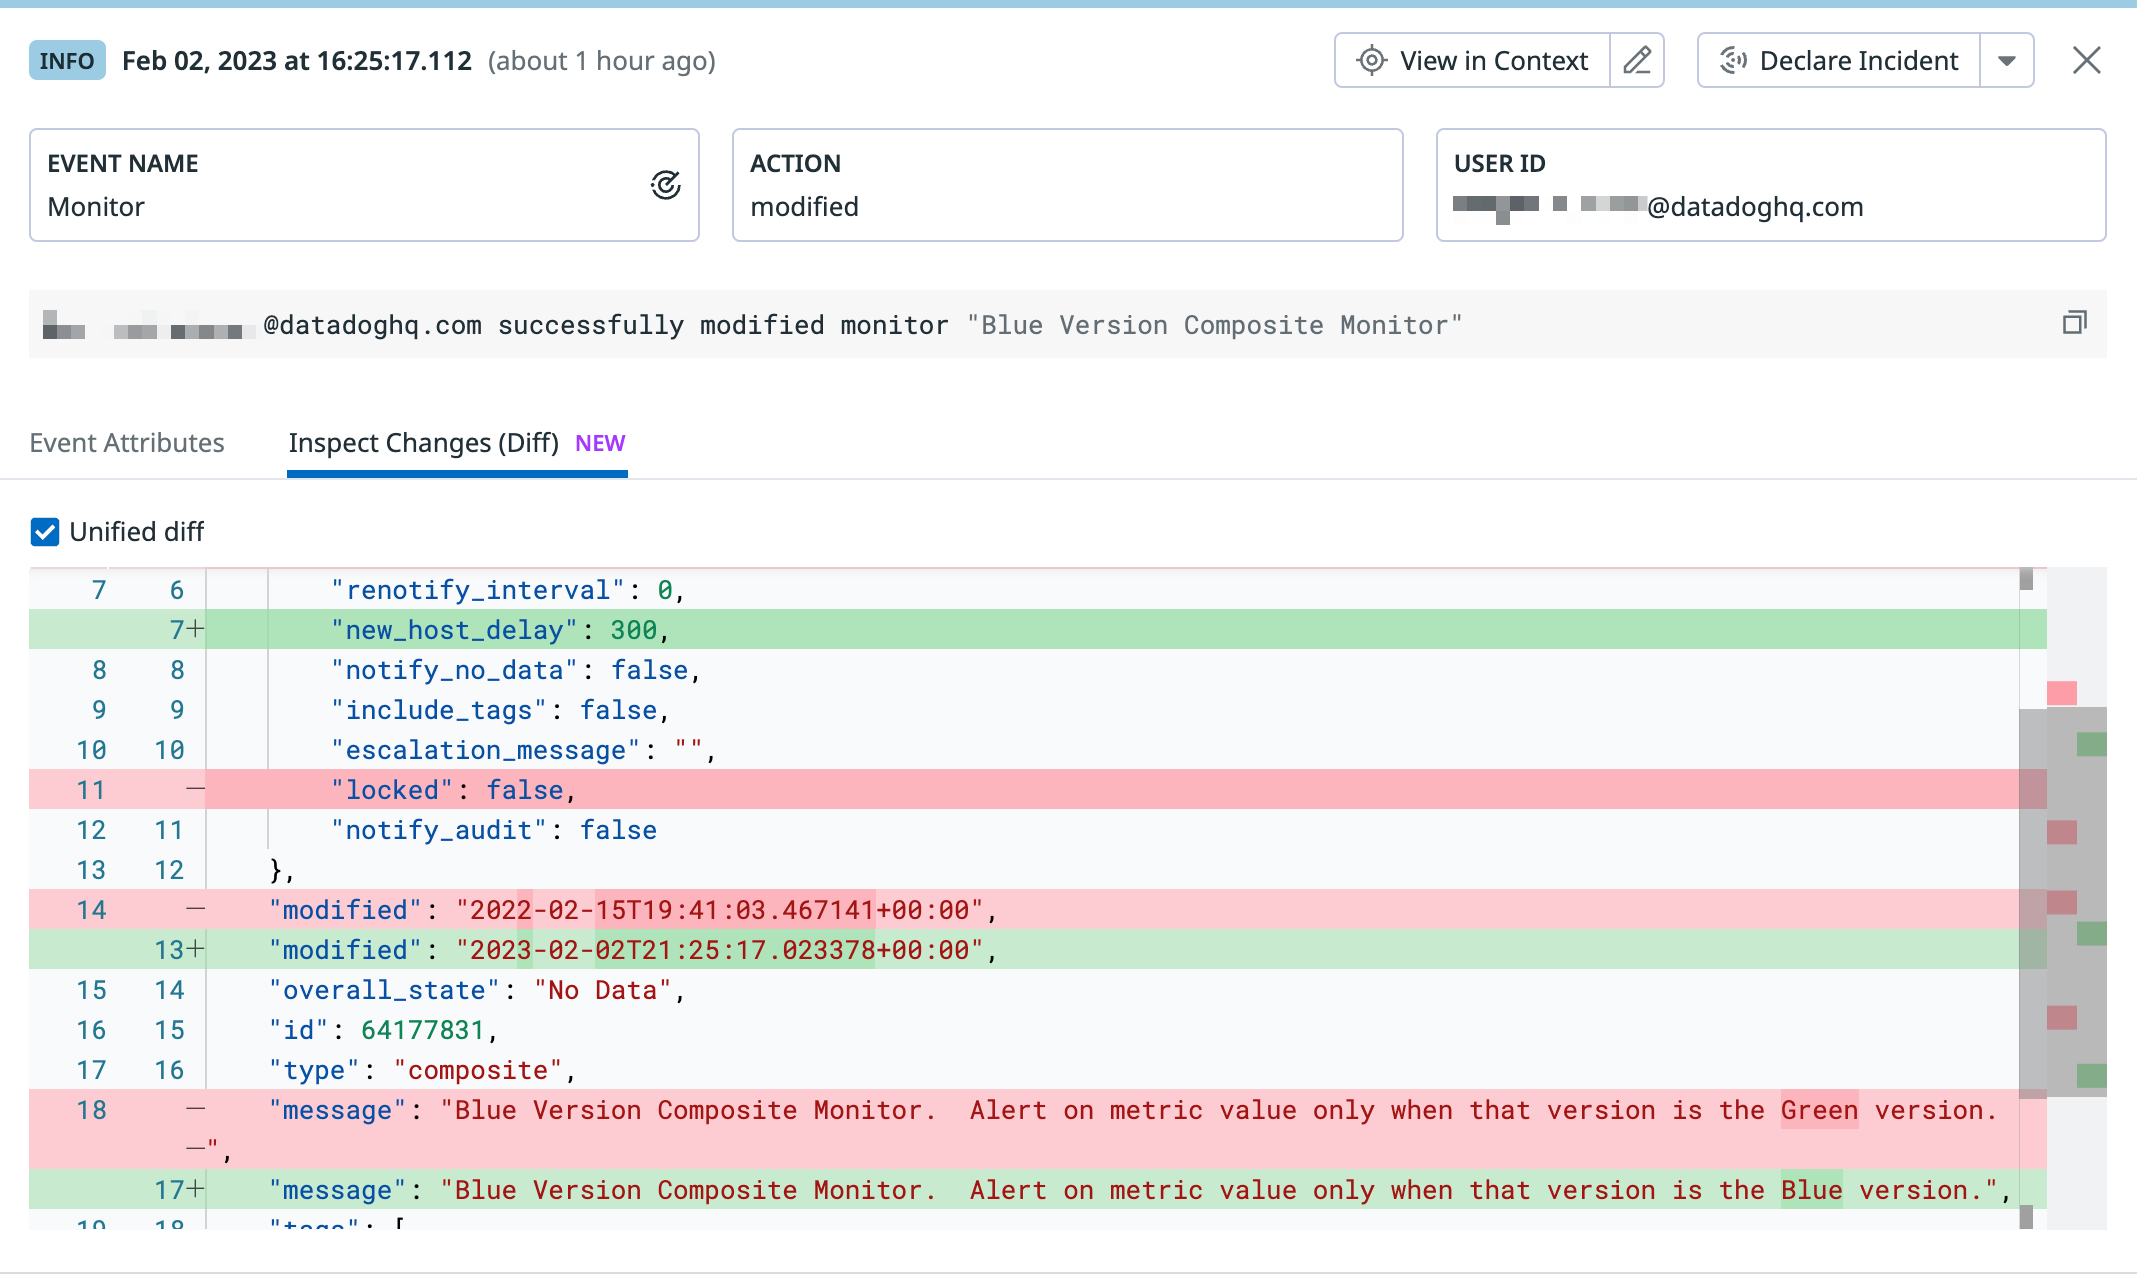 INFO Feb 02, 2023 at 16:25:17.112 (about 1 hour ago) View in Context Declare Incident
EVENT NAME
Monitor
ACTION
modified
USER ID
@datadoghq.com
@datadoghq.com successfully modified monitor "Blue Version Composite Monitor"
Event Attributes Inspect Changes (Diff) NEW
Unified diff
7 6 "renotify_interval": 0,
7+ "new_host_delay": 300,
8 8 "notify_no_data": false,
9 9 "include_tags": false,
10 10 "escalation_message": "",
11 — "locked": false,
12 11 "notify_audit": false
13 12 },
14 — "modified": "2022-02-15T19:41:03.467141+00:00",
13+ "modified": "2023-02-02T21:25:17.023378+00:00",
15 14 "overall_state": "No Data",
16 15 "id": 64177831,
17 16 "type": "composite",
18 — "message": "Blue Version Composite Monitor.  Alert on metric value only when that version is the Green version.
—",
17+ "message": "Blue Version Composite Monitor.  Alert on metric value only when that version is the Blue version.",
19 18 "tags": [